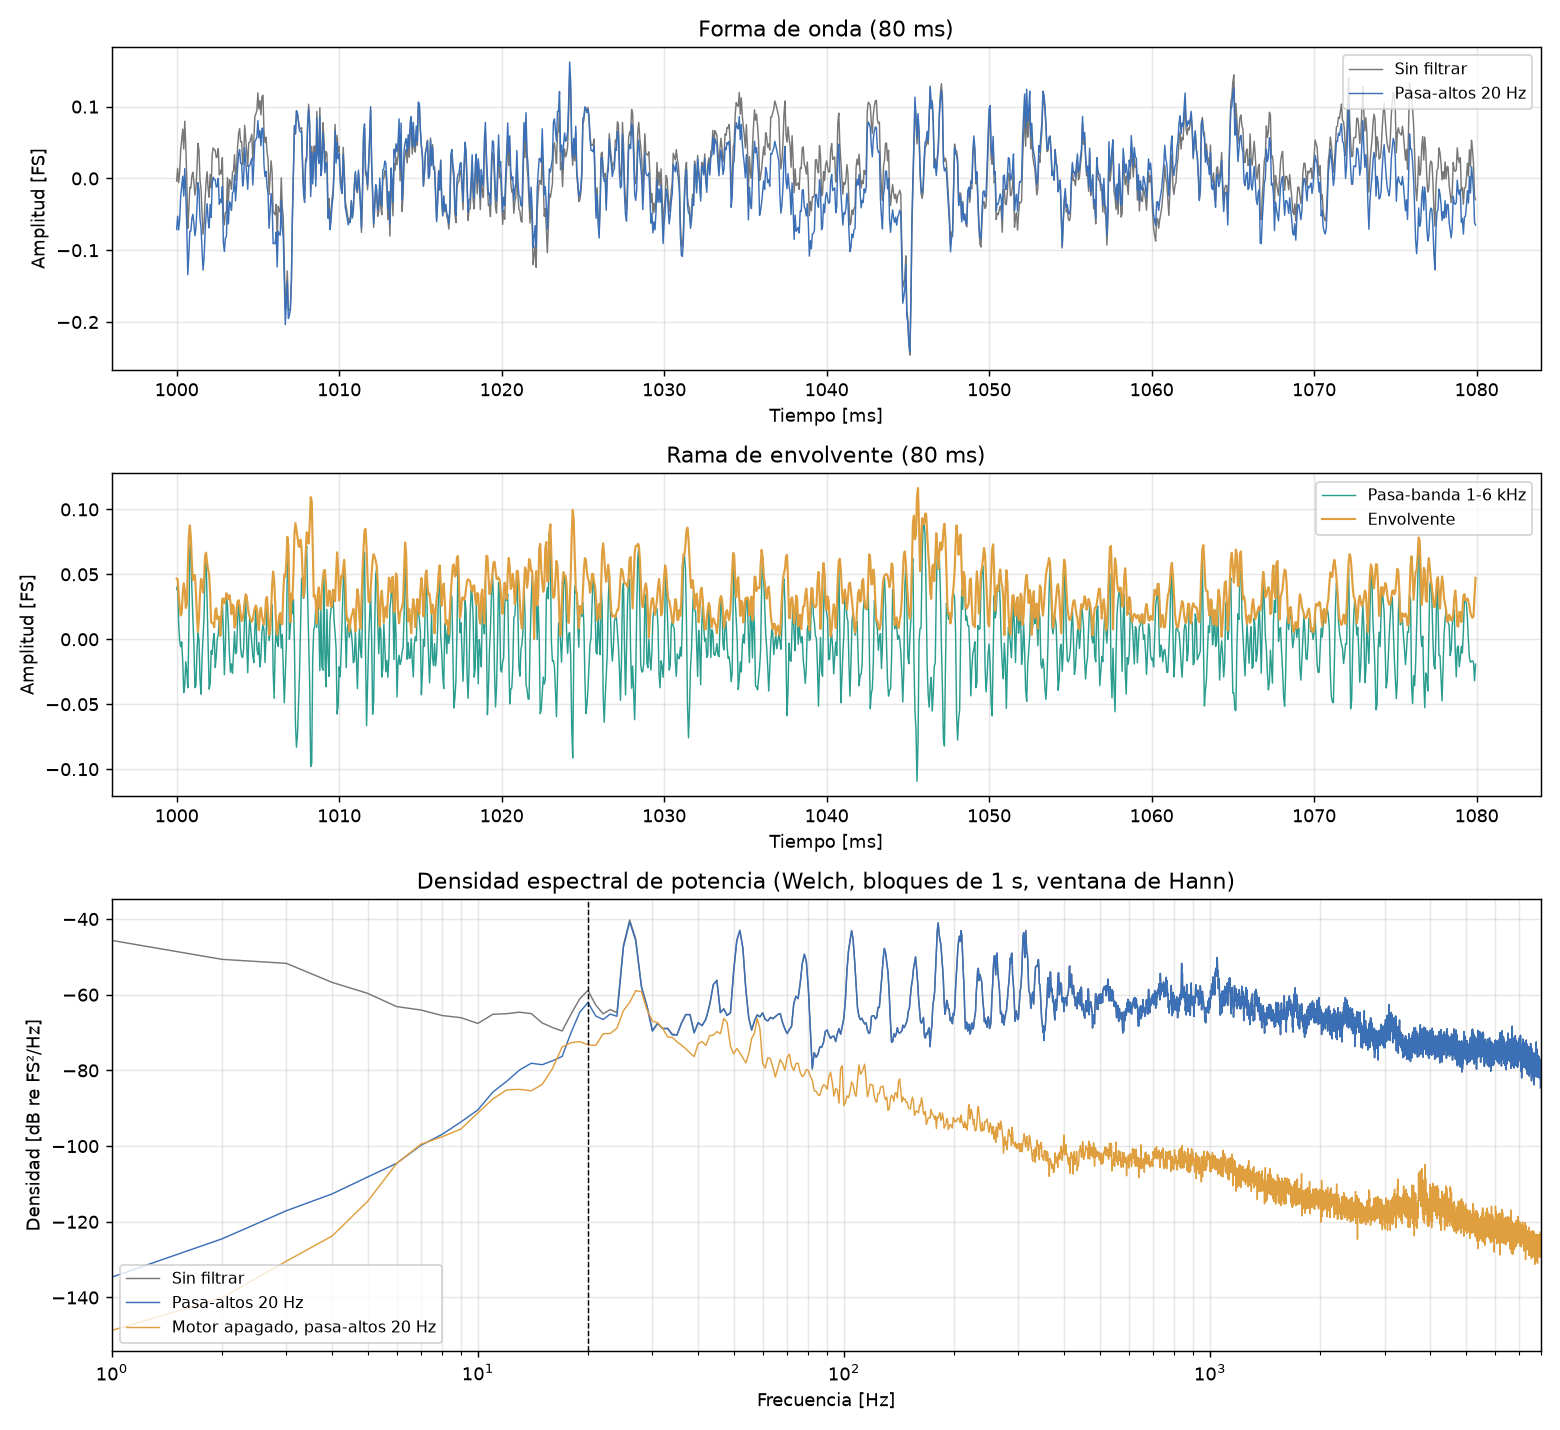 Forma de onda (80 ms)
Amplitud [FS]
0.1
0.0
−0.1
−0.2
Sin filtrar
Pasa-altos 20 Hz
1000 1010 1020 1030 1040 1050 1060 1070 1080
Tiempo [ms]
Rama de envolvente (80 ms)
Amplitud [FS]
0.10
0.05
0.00
−0.05
−0.10
Pasa-banda 1-6 kHz
Envolvente
1000 1010 1020 1030 1040 1050 1060 1070 1080
Tiempo [ms]
Densidad espectral de potencia (Welch, bloques de 1 s, ventana de Hann)
Densidad [dB re FS²/Hz]
−40
−60
−80
−100
−120
−140
Sin filtrar
Pasa-altos 20 Hz
Motor apagado, pasa-altos 20 Hz
10⁰ 10¹ 10² 10³
Frecuencia [Hz]